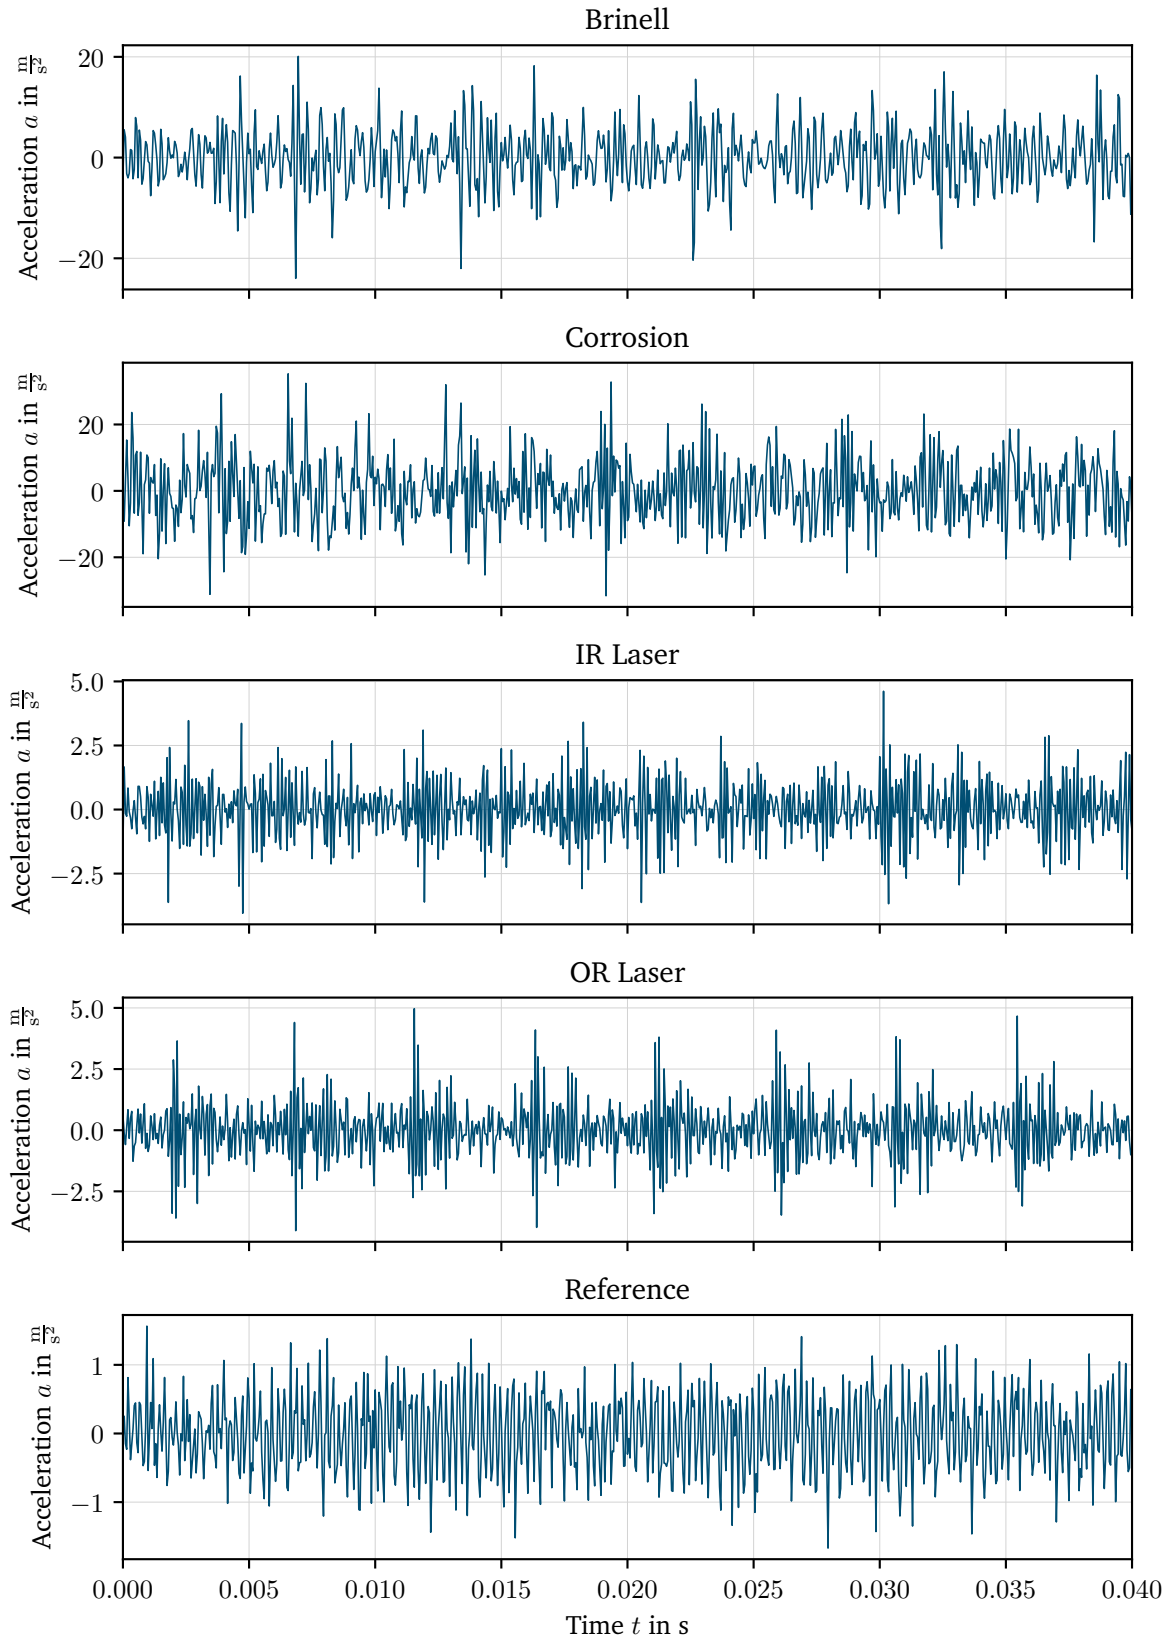 Brinell
Acceleration a in m/s²
20
0
−20
Corrosion
Acceleration a in m/s²
20
0
−20
IR Laser
Acceleration a in m/s²
5.0
2.5
0.0
−2.5
OR Laser
Acceleration a in m/s²
5.0
2.5
0.0
−2.5
Reference
Acceleration a in m/s²
1
0
−1
0.000 0.005 0.010 0.015 0.020 0.025 0.030 0.035 0.040
Time t in s